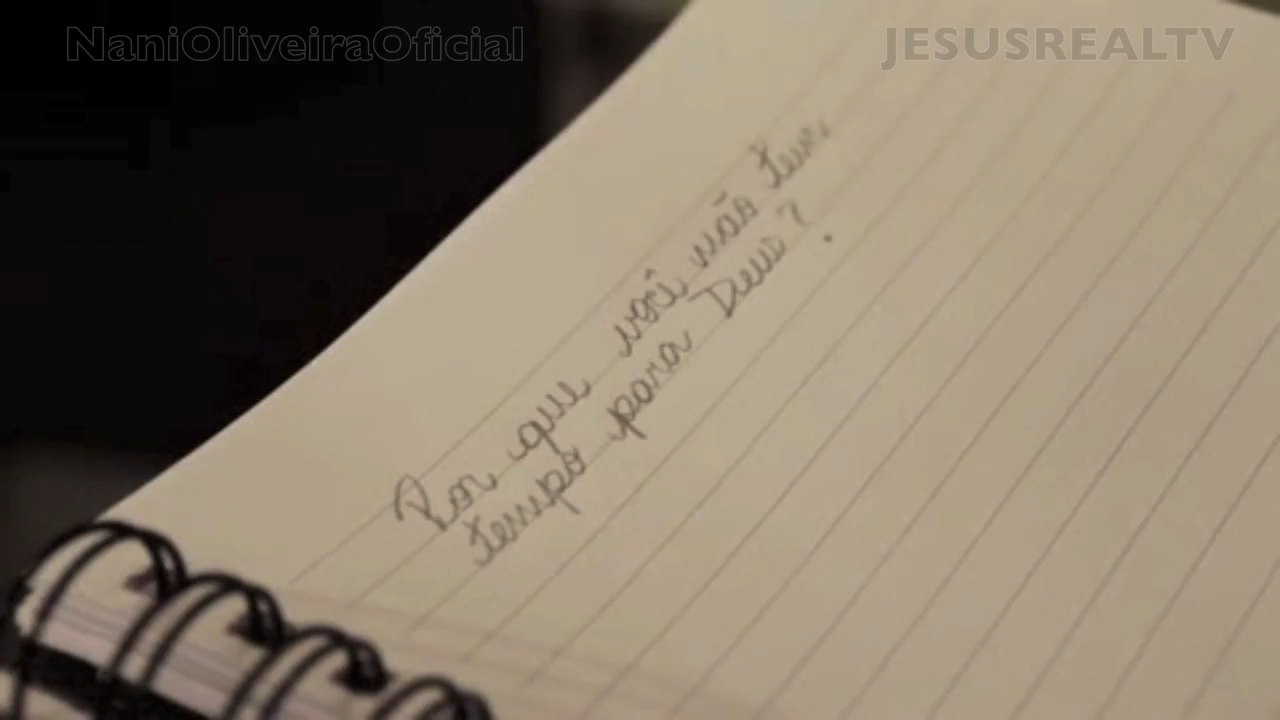 NaniOliveiraOficial
JESUSREALTV
Por que você não tem
tempo para Deus?